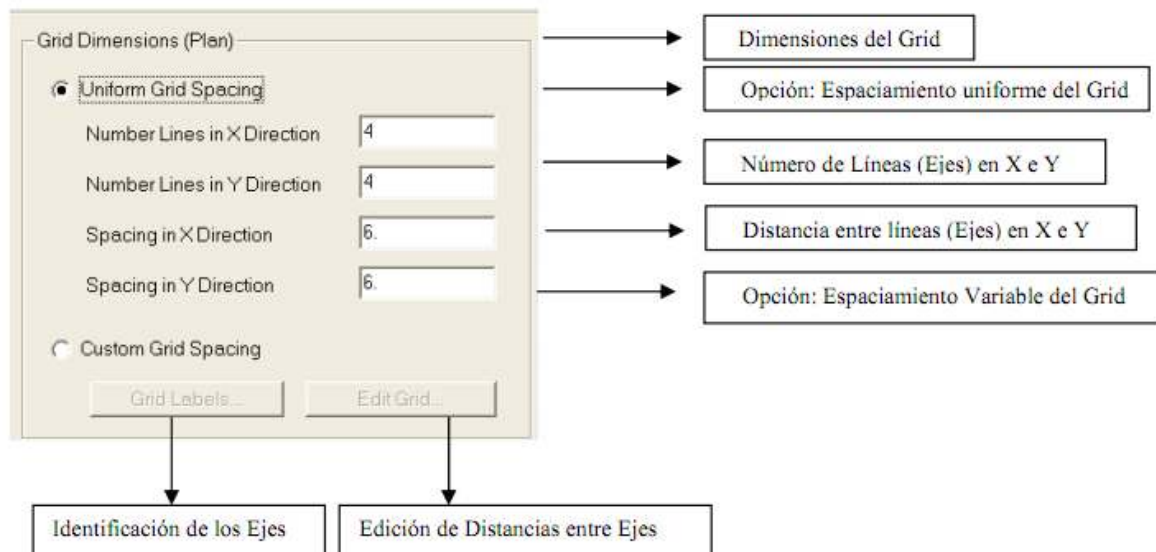 Grid Dimensions (Plan)
Dimensiones del Grid
Uniform Grid Spacing
Opción: Espaciamiento uniforme del Grid
Number Lines in X Direction
4
Número de Líneas (Ejes) en X e Y
Number Lines in Y Direction
4
Spacing in X Direction
6.
Distancia entre líneas (Ejes) en X e Y
Spacing in Y Direction
6.
Opción: Espaciamiento Variable del Grid
Custom Grid Spacing
Grid Labels...
Edit Grid...
Identificación de los Ejes
Edición de Distancias entre Ejes